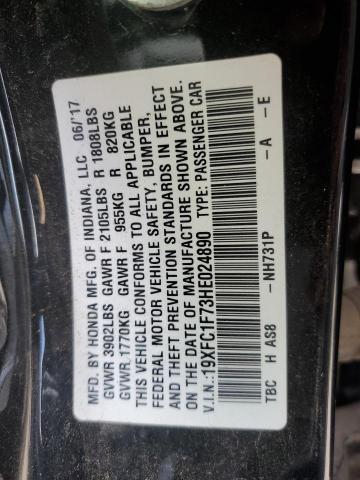 MFD. BY HONDA MFG. OF INDIANA, LLC 06/'17
GVWR 3902LBS GAWR F 2105LBS R 1808LBS
GVWR 1770KG GAWR F 955KG R 820KG
THIS VEHICLE CONFORMS TO ALL APPLICABLE
FEDERAL MOTOR VEHICLE SAFETY, BUMPER,
AND THEFT PREVENTION STANDARDS IN EFFECT
ON THE DATE OF MANUFACTURE SHOWN ABOVE.
V.I.N.:19XFC1F73HE024890 TYPE: PASSENGER CAR
TBC H AS8 -NH731P -A -E